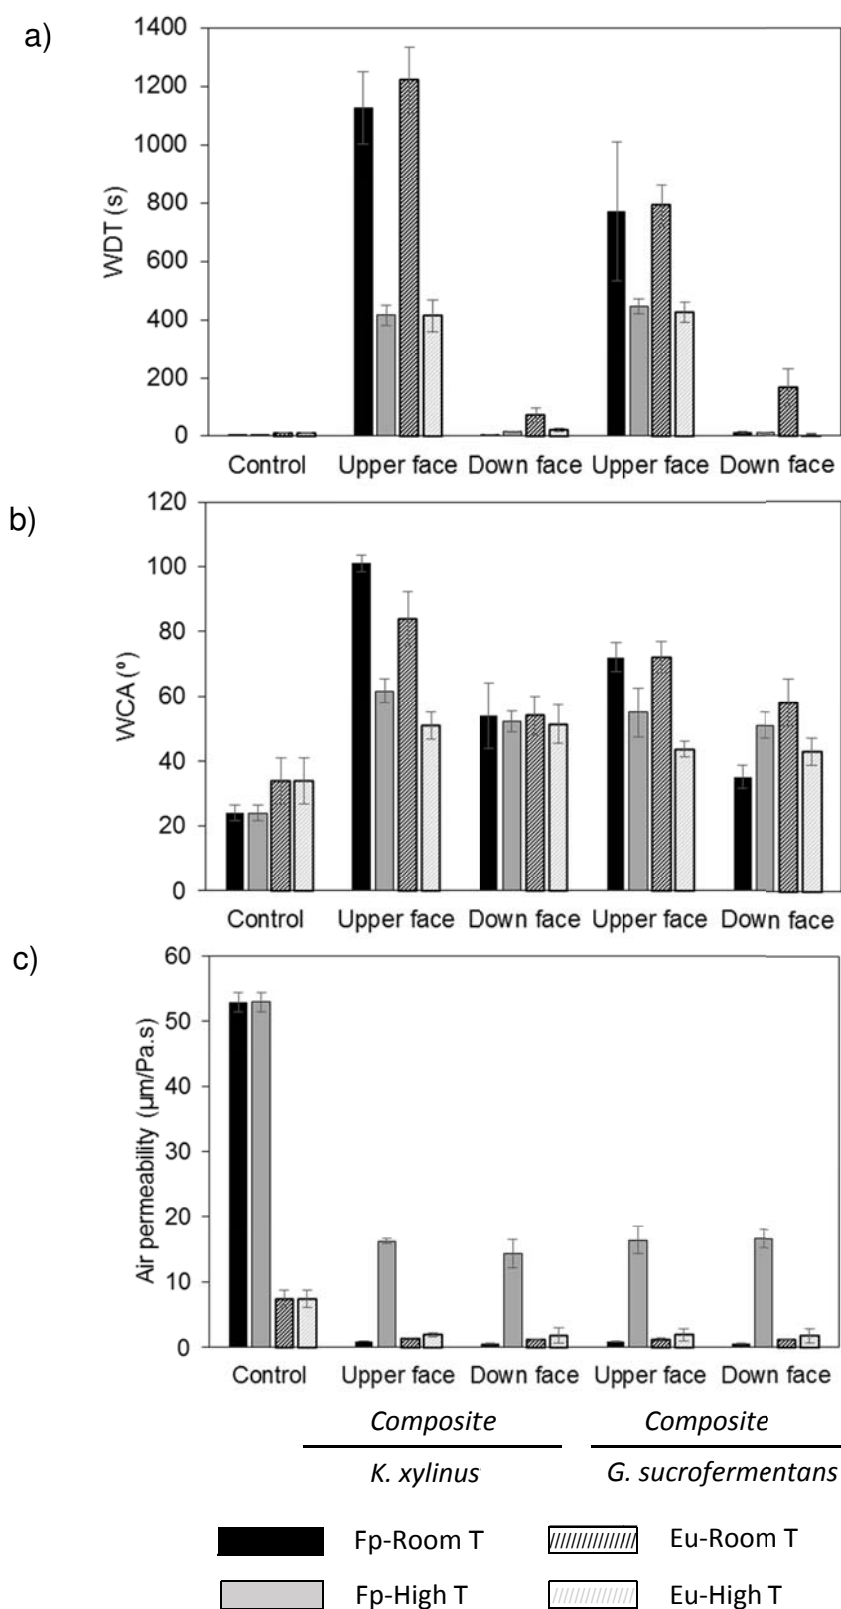 a)
1400
1200
1000
800
600
400
200
0
WDT (s)
Control Upper face Down face Upper face Down face
b)
120
100
80
60
40
20
0
WCA (º)
Control Upper face Down face Upper face Down face
c)
60
50
40
30
20
10
0
Air permeability (µm/Pa.s)
Control Upper face Down face Upper face Down face
Composite Composite
K. xylinus G. sucrofermentans
Fp-Room T Eu-Room T
Fp-High T Eu-High T